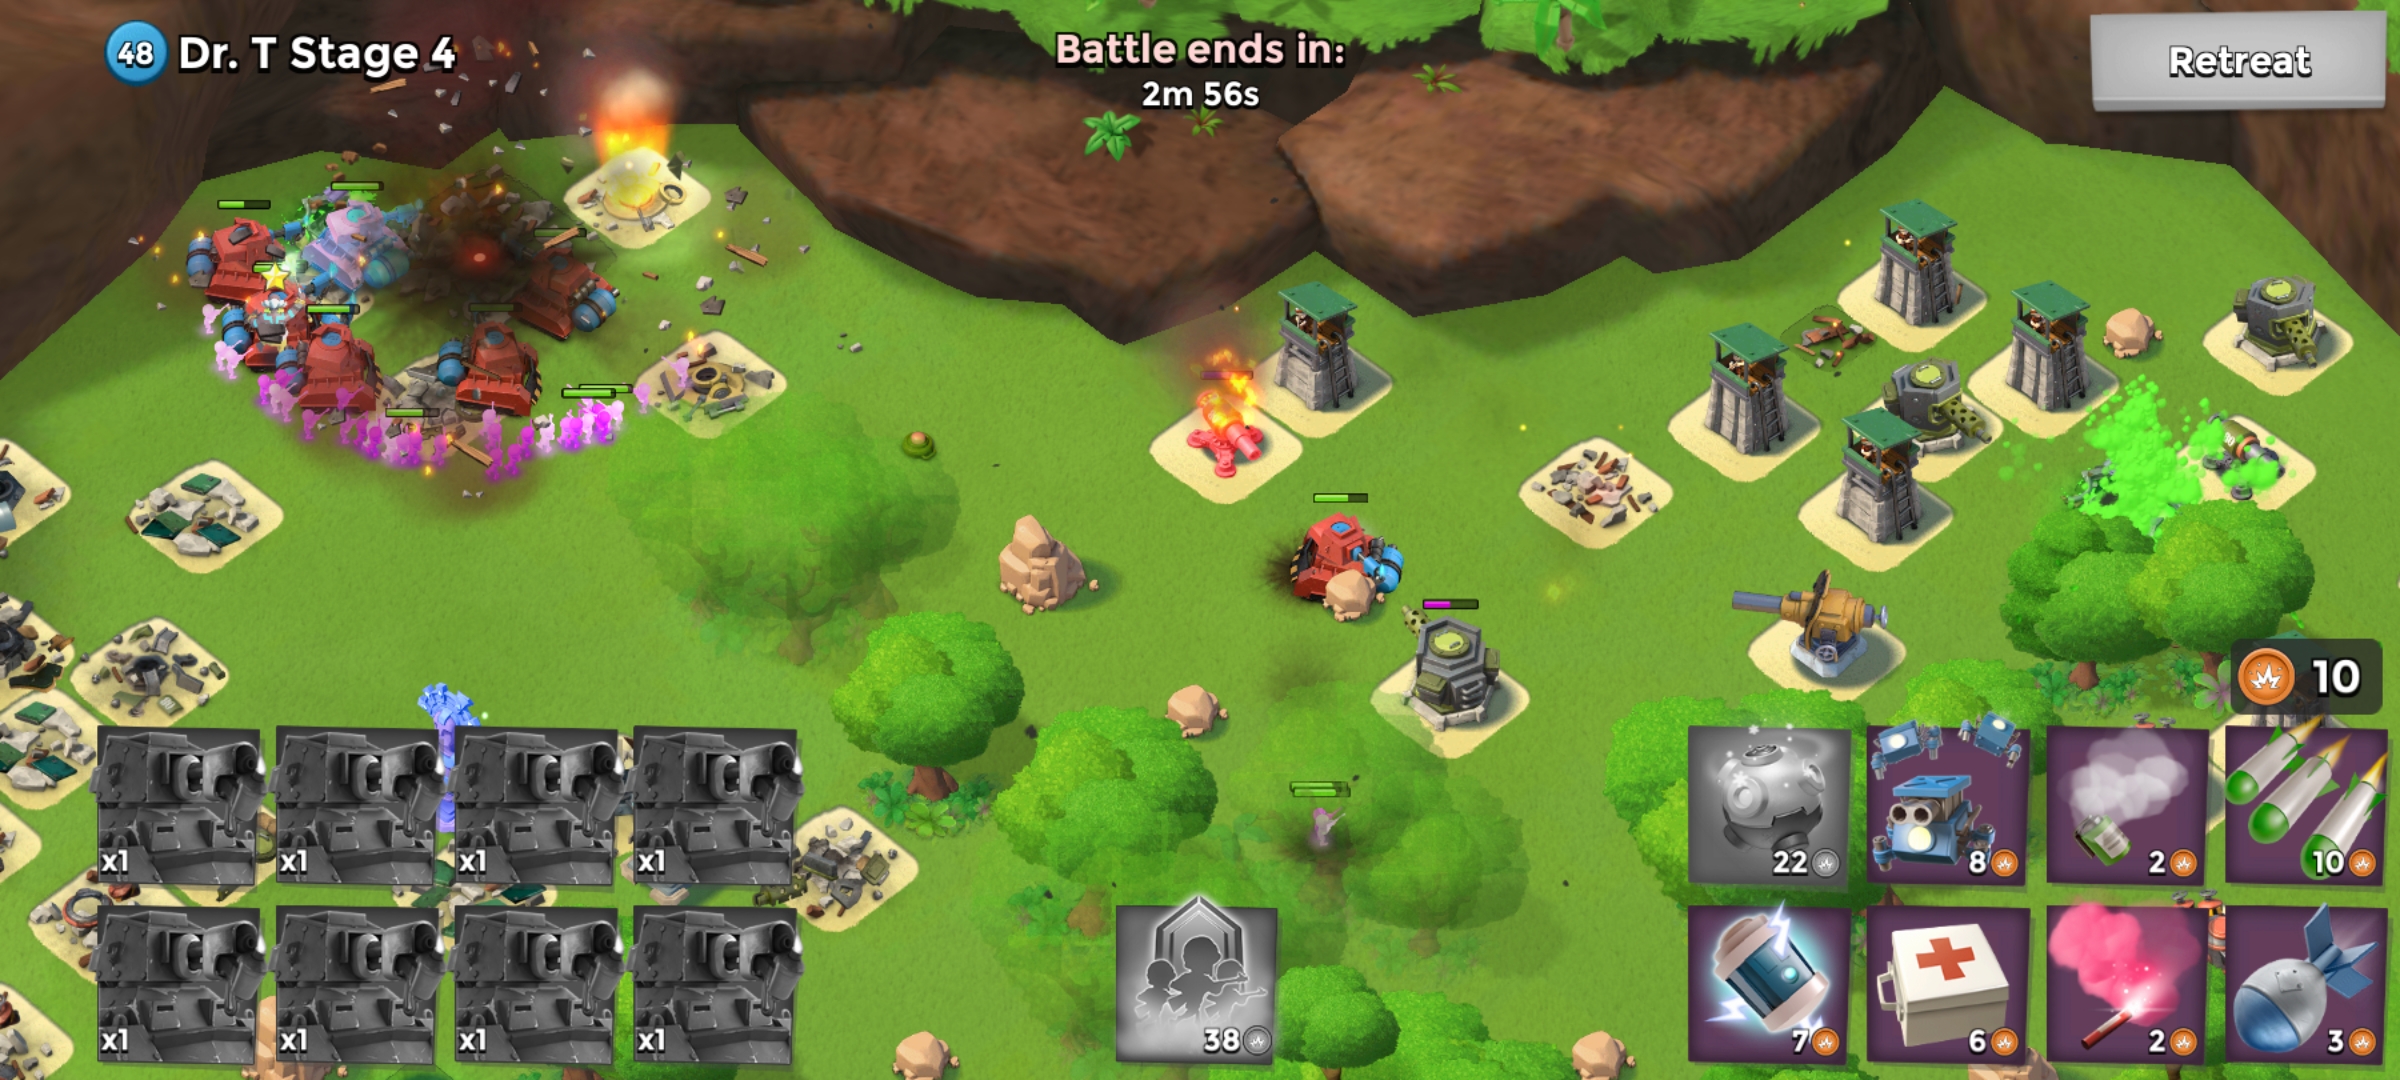 48 Dr. T Stage 4
Battle ends in:
2m 56s
Retreat
10
x1
x1
x1
x1
22
8
2
10
x1
x1
x1
x1
38
7
6
2
3